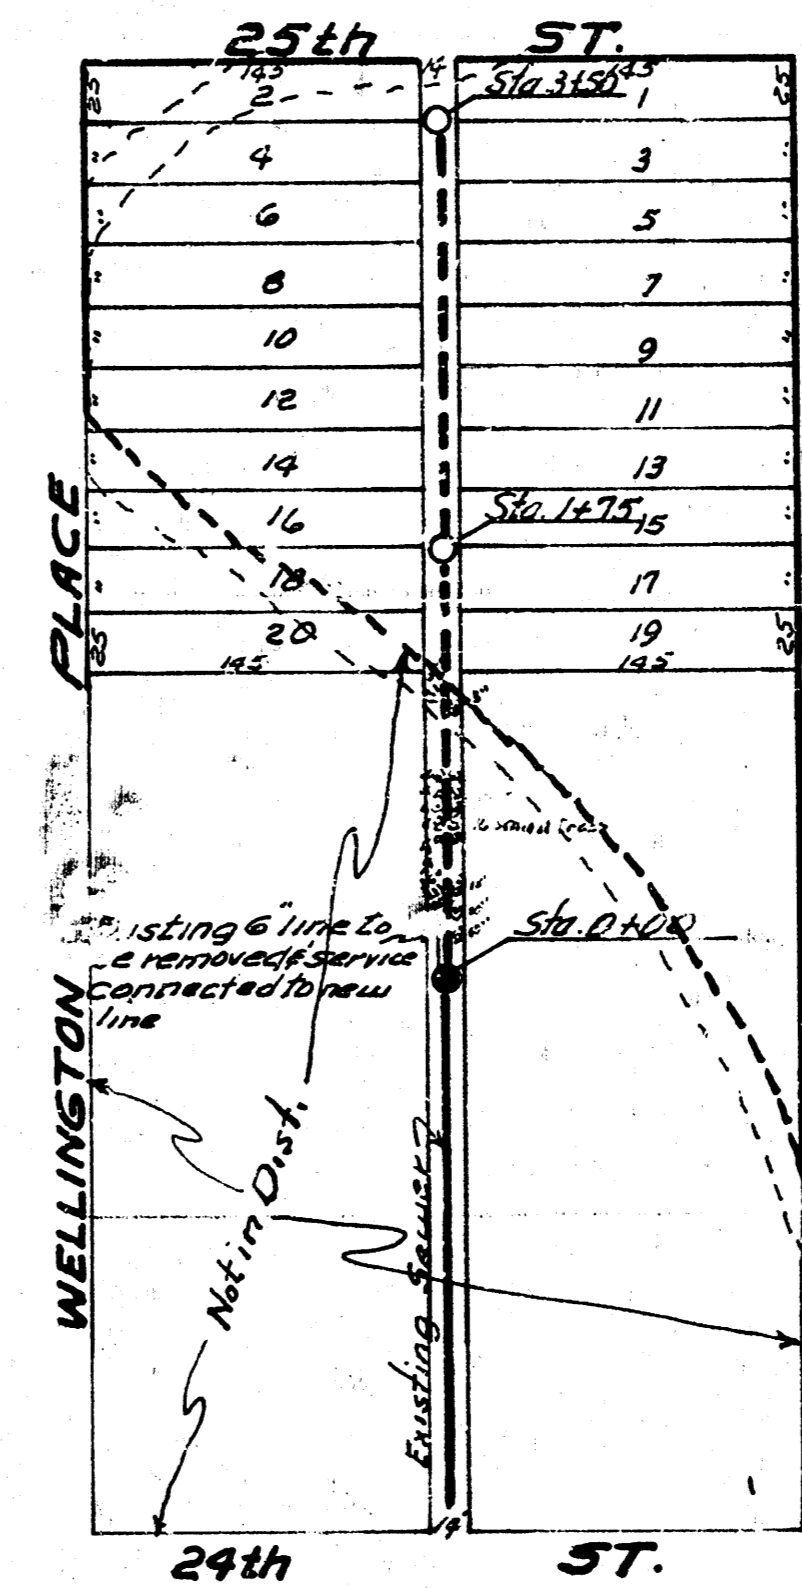 25th ST.
145 14' 145
25 2 Sta. 3+50 1 25
" 4 3 "
" 6 5 "
" 8 7 "
" 10 9 "
" 12 11 "
" 14 13 "
" 16 Sta. 1+75 15 "
" 18 17 "
25 20 19 25
145 145
WELLINGTON PLACE
6" line to
removed & service
connected to new
line
Sta. 0+00
Not in Dist.
Existing Sewer
14'
24th ST.